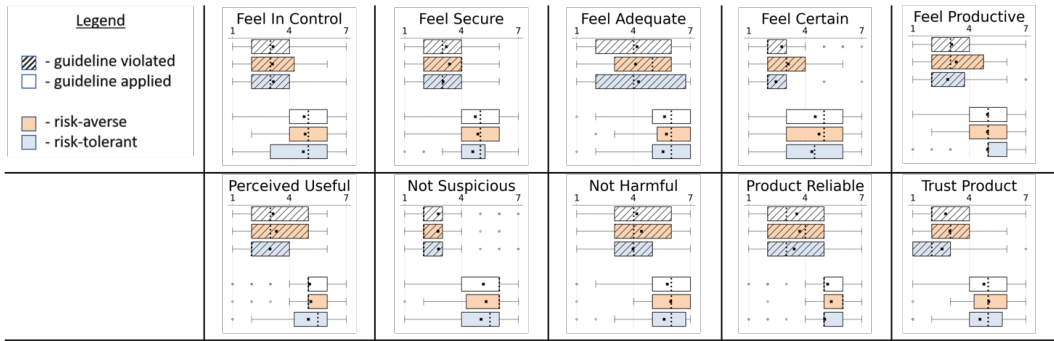 Legend
- guideline violated
- guideline applied
- risk-averse
- risk-tolerant
Feel In Control
1 4 7
Feel Secure
1 4 7
Feel Adequate
1 4 7
Feel Certain
1 4 7
Feel Productive
1 4 7
Perceived Useful
1 4 7
Not Suspicious
1 4 7
Not Harmful
1 4 7
Product Reliable
1 4 7
Trust Product
1 4 7